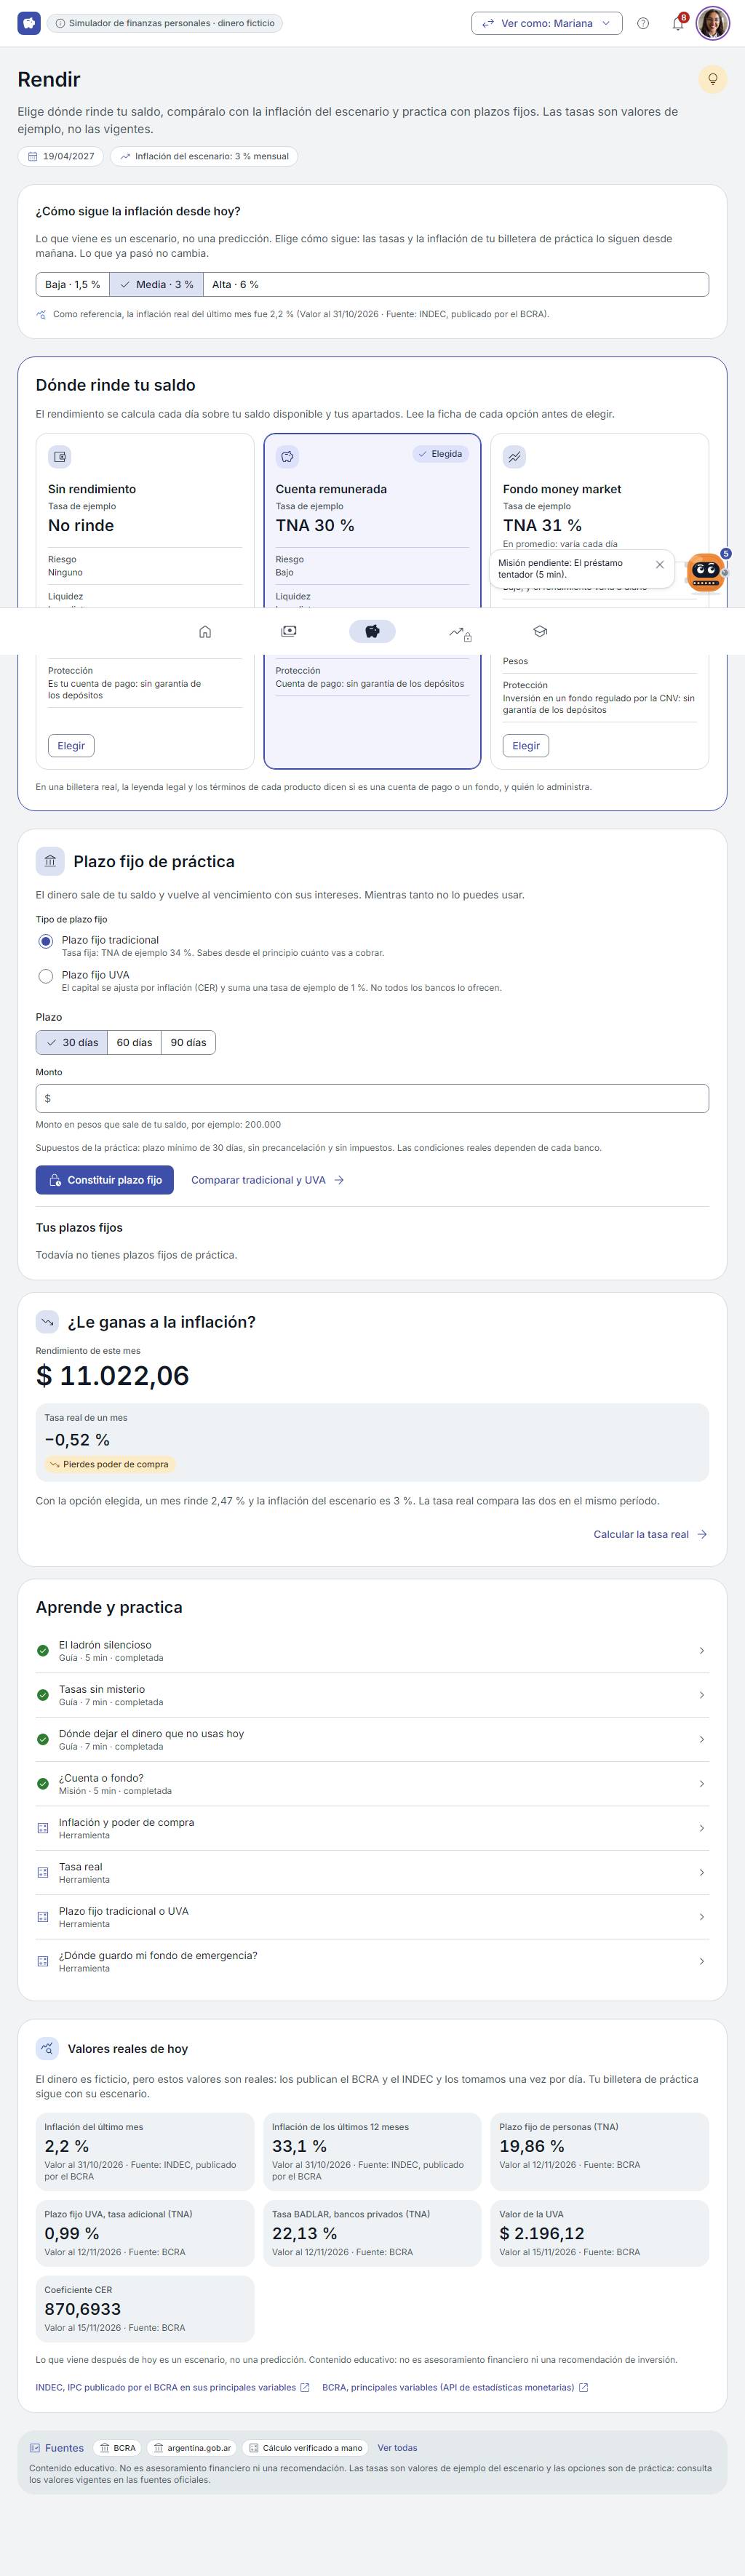 Simulador de finanzas personales · dinero ficticio
Ver como: Mariana
8
Rendir
Elige dónde rinde tu saldo, compáralo con la inflación del escenario y practica con plazos fijos. Las tasas son valores de
ejemplo, no las vigentes.
19/04/2027
Inflación del escenario: 3 % mensual
¿Cómo sigue la inflación desde hoy?
Lo que viene es un escenario, no una predicción. Elige cómo sigue: las tasas y la inflación de tu billetera de práctica lo siguen desde
mañana. Lo que ya pasó no cambia.
Baja · 1,5 %
Media · 3 %
Alta · 6 %
Como referencia, la inflación real del último mes fue 2,2 % (Valor al 31/10/2026 · Fuente: INDEC, publicado por el BCRA).
Dónde rinde tu saldo
El rendimiento se calcula cada día sobre tu saldo disponible y tus apartados. Lee la ficha de cada opción antes de elegir.
Sin rendimiento
Tasa de ejemplo
No rinde
Riesgo
Ninguno
Liquidez
Protección
Es tu cuenta de pago: sin garantía de
los depósitos
Elegir
Elegida
Cuenta remunerada
Tasa de ejemplo
TNA 30 %
Riesgo
Bajo
Liquidez
Protección
Cuenta de pago: sin garantía de los depósitos
Fondo money market
Tasa de ejemplo
TNA 31 %
En promedio: varía cada día
Misión pendiente: El préstamo
tentador (5 min).
5
Pesos
Protección
Inversión en un fondo regulado por la CNV: sin
garantía de los depósitos
Elegir
En una billetera real, la leyenda legal y los términos de cada producto dicen si es una cuenta de pago o un fondo, y quién lo administra.
Plazo fijo de práctica
El dinero sale de tu saldo y vuelve al vencimiento con sus intereses. Mientras tanto no lo puedes usar.
Tipo de plazo fijo
Plazo fijo tradicional
Tasa fija: TNA de ejemplo 34 %. Sabes desde el principio cuánto vas a cobrar.
Plazo fijo UVA
El capital se ajusta por inflación (CER) y suma una tasa de ejemplo de 1 %. No todos los bancos lo ofrecen.
Plazo
30 días
60 días
90 días
Monto
$
Monto en pesos que sale de tu saldo, por ejemplo: 200.000
Supuestos de la práctica: plazo mínimo de 30 días, sin precancelación y sin impuestos. Las condiciones reales dependen de cada banco.
Constituir plazo fijo
Comparar tradicional y UVA
Tus plazos fijos
Todavía no tienes plazos fijos de práctica.
¿Le ganas a la inflación?
Rendimiento de este mes
$ 11.022,06
Tasa real de un mes
−0,52 %
Pierdes poder de compra
Con la opción elegida, un mes rinde 2,47 % y la inflación del escenario es 3 %. La tasa real compara las dos en el mismo período.
Calcular la tasa real
Aprende y practica
El ladrón silencioso
Guía · 5 min · completada
Tasas sin misterio
Guía · 7 min · completada
Dónde dejar el dinero que no usas hoy
Guía · 7 min · completada
¿Cuenta o fondo?
Misión · 5 min · completada
Inflación y poder de compra
Herramienta
Tasa real
Herramienta
Plazo fijo tradicional o UVA
Herramienta
¿Dónde guardo mi fondo de emergencia?
Herramienta
Valores reales de hoy
El dinero es ficticio, pero estos valores son reales: los publican el BCRA y el INDEC y los tomamos una vez por día. Tu billetera de práctica
sigue con su escenario.
Inflación del último mes
2,2 %
Valor al 31/10/2026 · Fuente: INDEC, publicado
por el BCRA
Inflación de los últimos 12 meses
33,1 %
Valor al 31/10/2026 · Fuente: INDEC, publicado
por el BCRA
Plazo fijo de personas (TNA)
19,86 %
Valor al 12/11/2026 · Fuente: BCRA
Plazo fijo UVA, tasa adicional (TNA)
0,99 %
Valor al 12/11/2026 · Fuente: BCRA
Tasa BADLAR, bancos privados (TNA)
22,13 %
Valor al 12/11/2026 · Fuente: BCRA
Valor de la UVA
$ 2.196,12
Valor al 15/11/2026 · Fuente: BCRA
Coeficiente CER
870,6933
Valor al 15/11/2026 · Fuente: BCRA
Lo que viene después de hoy es un escenario, no una predicción. Contenido educativo: no es asesoramiento financiero ni una recomendación de inversión.
INDEC, IPC publicado por el BCRA en sus principales variables
BCRA, principales variables (API de estadísticas monetarias)
Fuentes
BCRA
argentina.gob.ar
Cálculo verificado a mano
Ver todas
Contenido educativo. No es asesoramiento financiero ni una recomendación. Las tasas son valores de ejemplo del escenario y las opciones son de práctica: consulta
los valores vigentes en las fuentes oficiales.